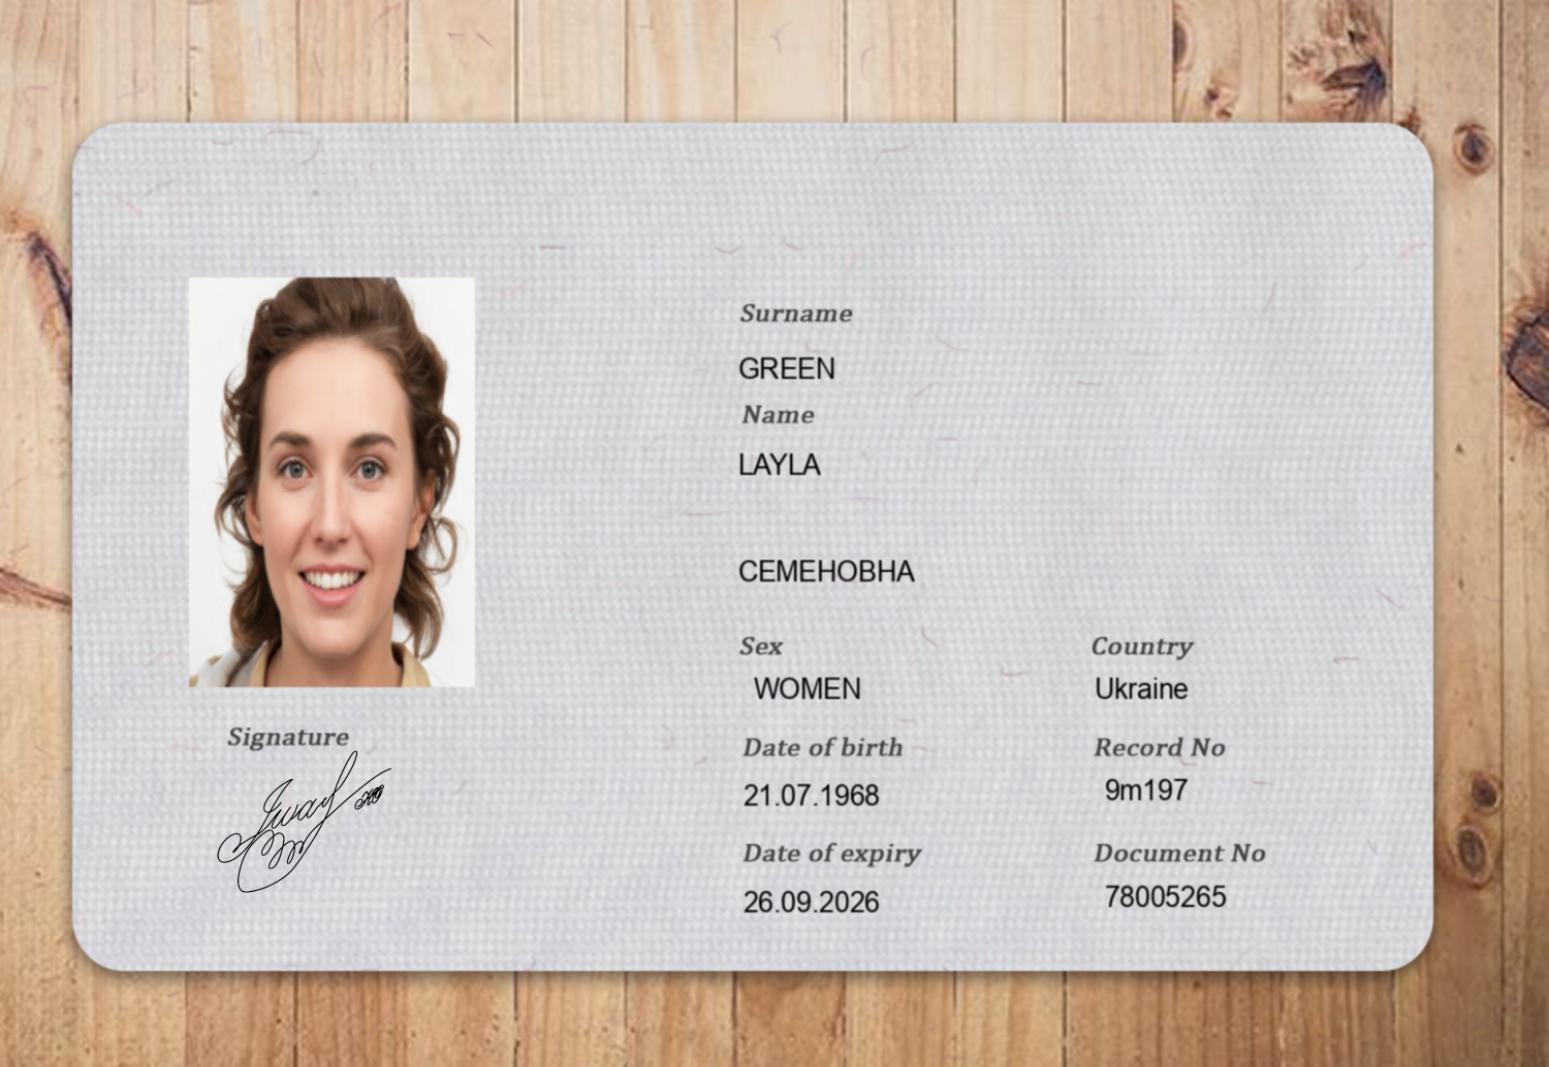 Surname
GREEN
Name
LAYLA
СЕМЕНОВНА
Sex
WOMEN
Country
Ukraine
Date of birth
21.07.1968
Record No
9m197
Date of expiry
26.09.2026
Document No
78005265
Signature